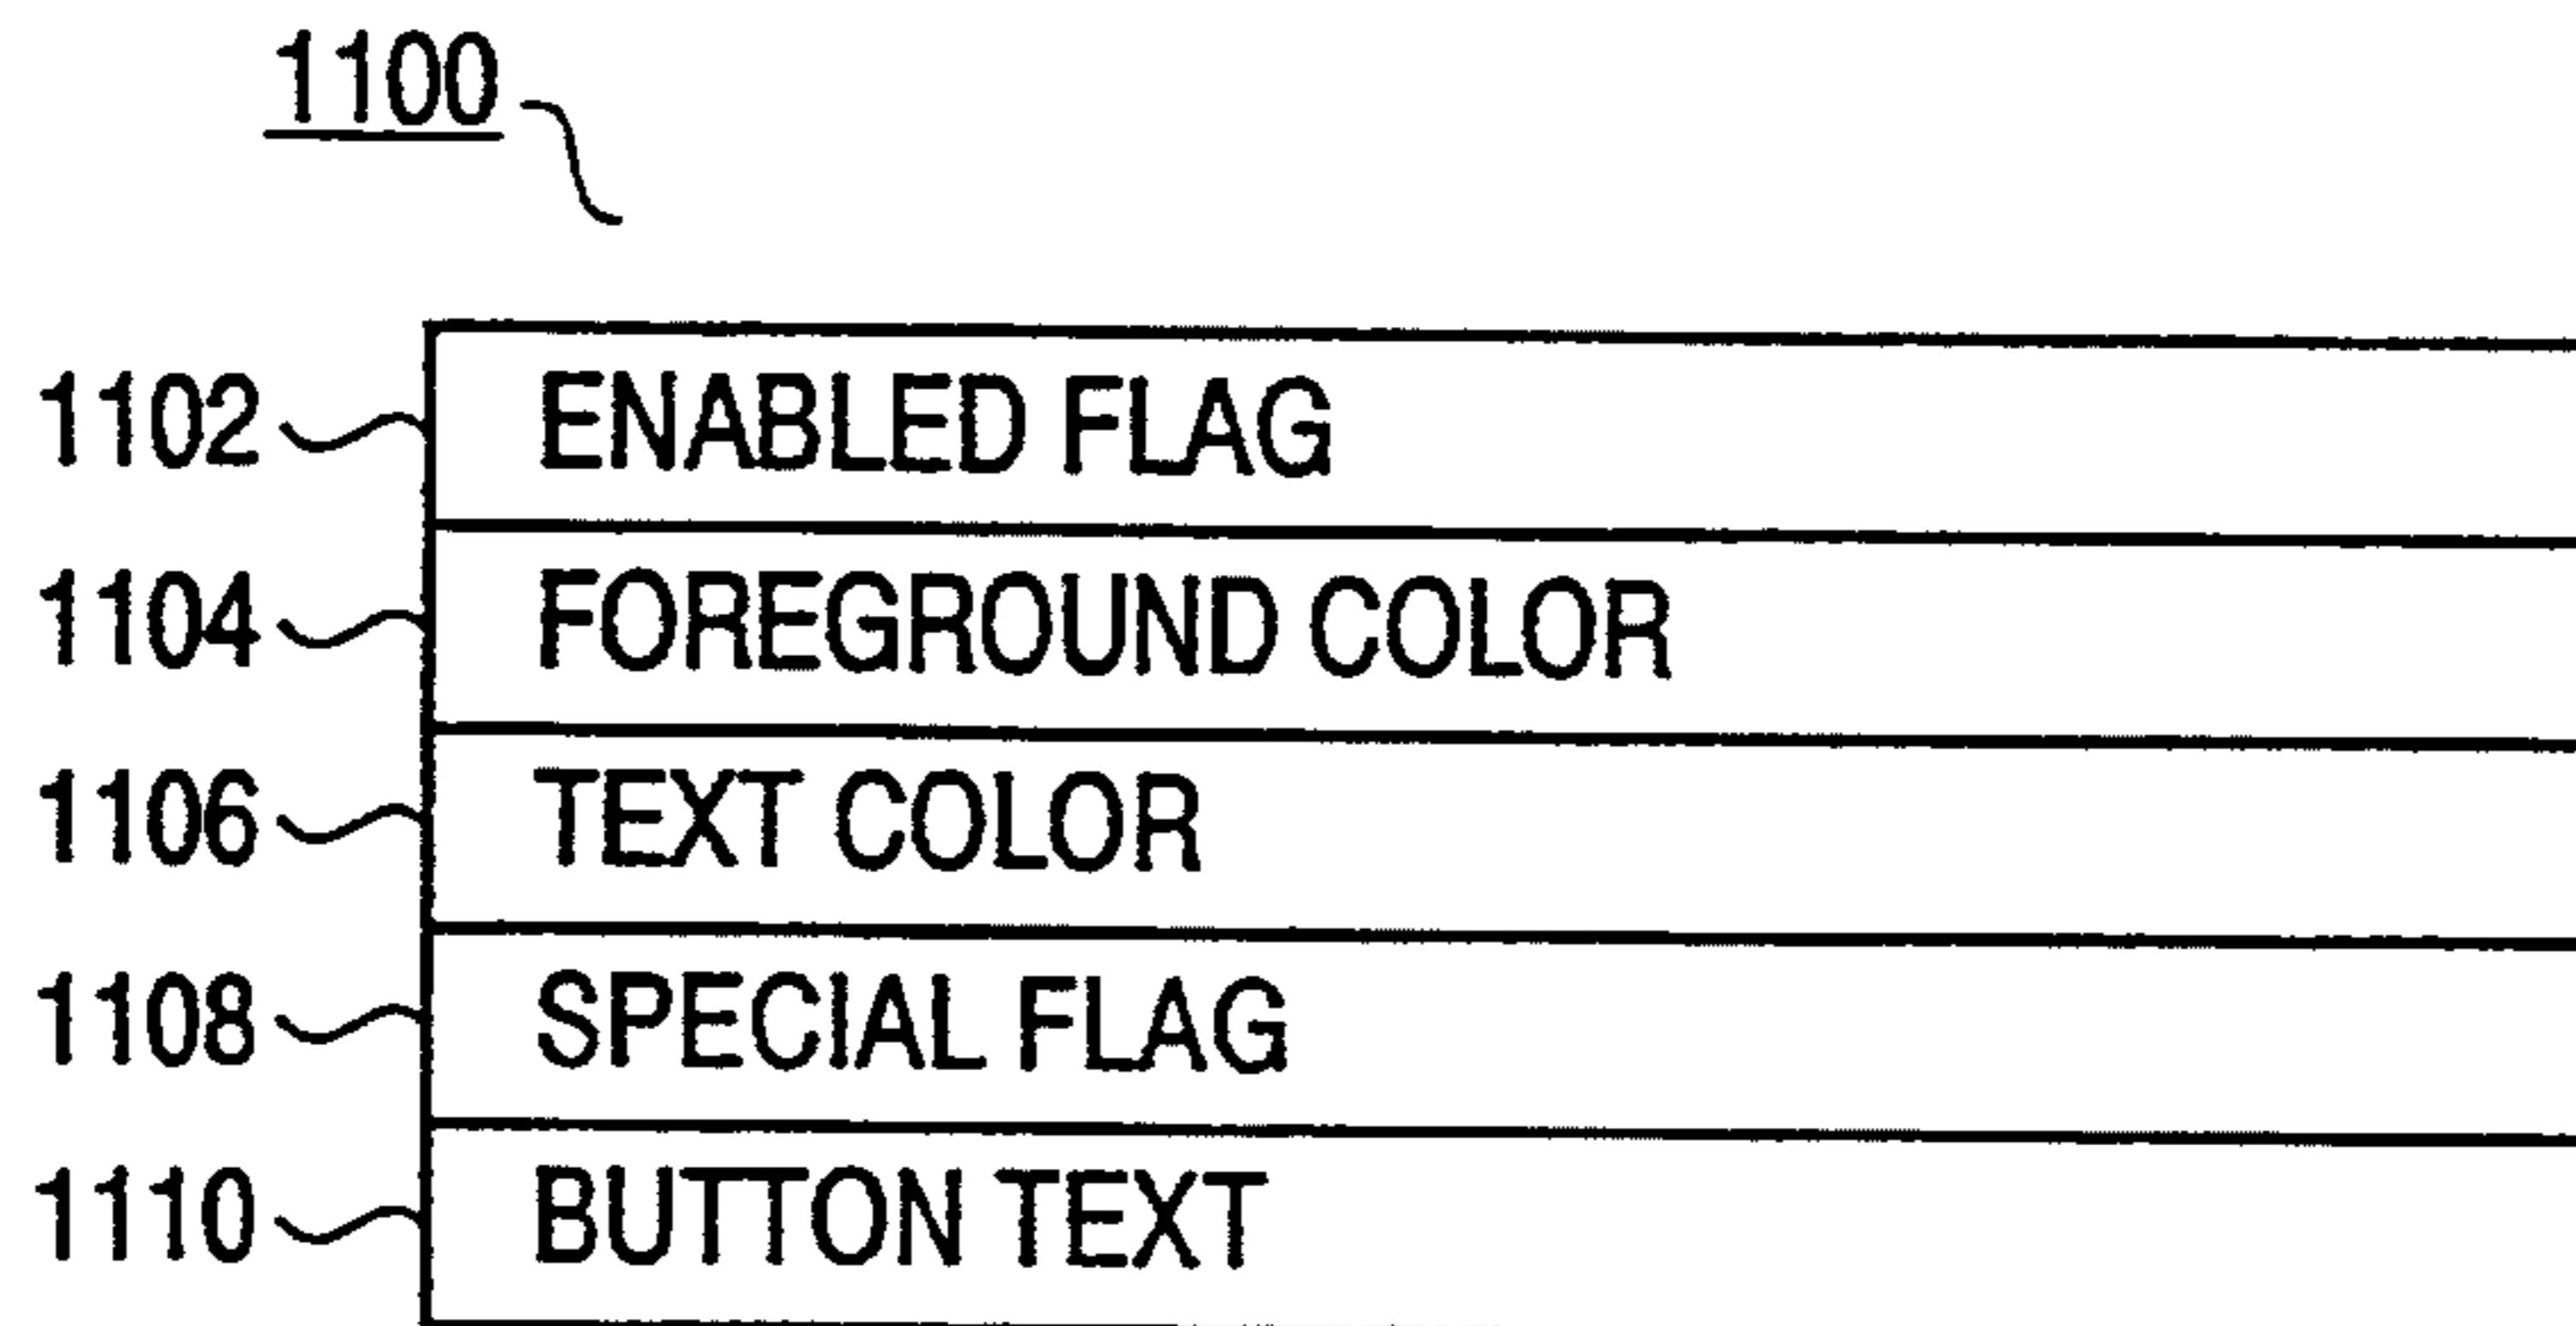 1100
1102 ENABLED FLAG
1104 FOREGROUND COLOR
1106 TEXT COLOR
1108 SPECIAL FLAG
1110 BUTTON TEXT